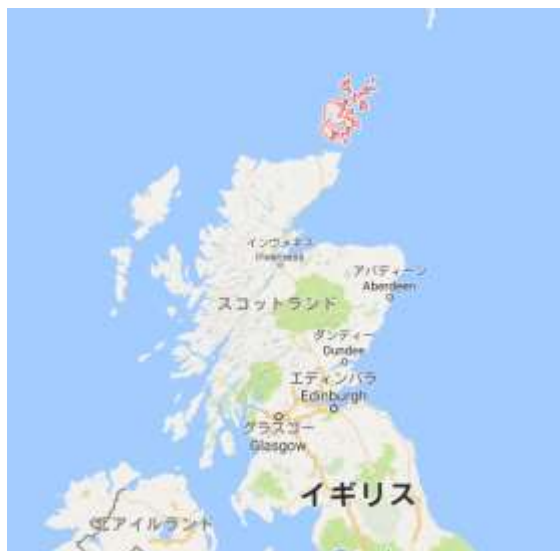 インヴァネス
Inverness
アバディーン
Aberdeen
スコットランド
ダンディー
Dundee
エディンバラ
Edinburgh
グラスゴー
Glasgow
イギリス
北アイルランド